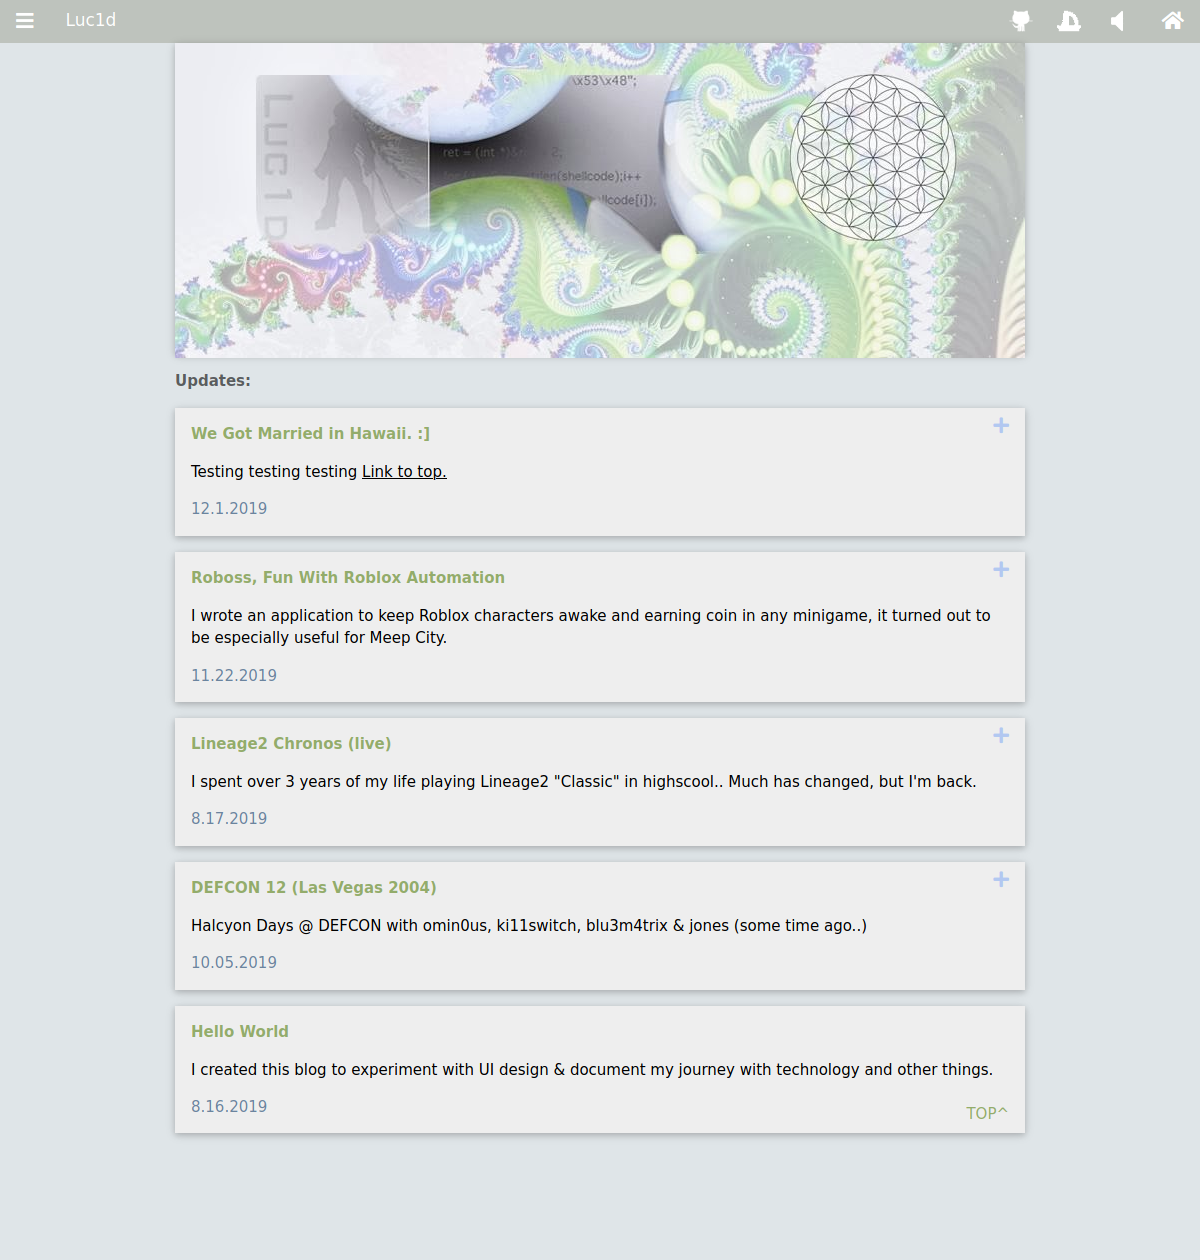 Luc1d
\x53\x48";
LUC1D
ret = (int *)& 2;
(shellcode);i++
llcode[i]);
Updates:
We Got Married in Hawaii. :]
Testing testing testing Link to top.
12.1.2019
Roboss, Fun With Roblox Automation
I wrote an application to keep Roblox characters awake and earning coin in any minigame, it turned out to
be especially useful for Meep City.
11.22.2019
Lineage2 Chronos (live)
I spent over 3 years of my life playing Lineage2 "Classic" in highscool.. Much has changed, but I'm back.
8.17.2019
DEFCON 12 (Las Vegas 2004)
Halcyon Days @ DEFCON with omin0us, ki11switch, blu3m4trix & jones (some time ago..)
10.05.2019
Hello World
I created this blog to experiment with UI design & document my journey with technology and other things.
8.16.2019
TOP^